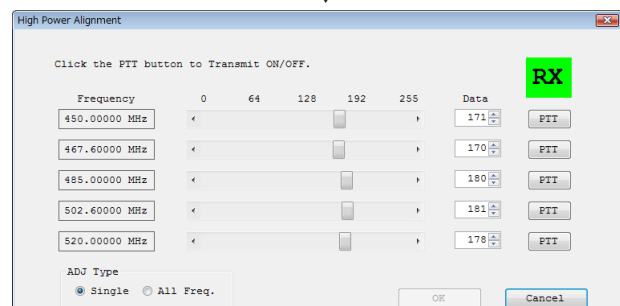 High Power Alignment
Click the PTT button to Transmit ON/OFF.
RX
Frequency 0 64 128 192 255 Data
450.00000 MHz 171 PTT
467.60000 MHz 170 PTT
485.00000 MHz 180 PTT
502.60000 MHz 181 PTT
520.00000 MHz 178 PTT
ADJ Type
Single All Freq.
OK Cancel